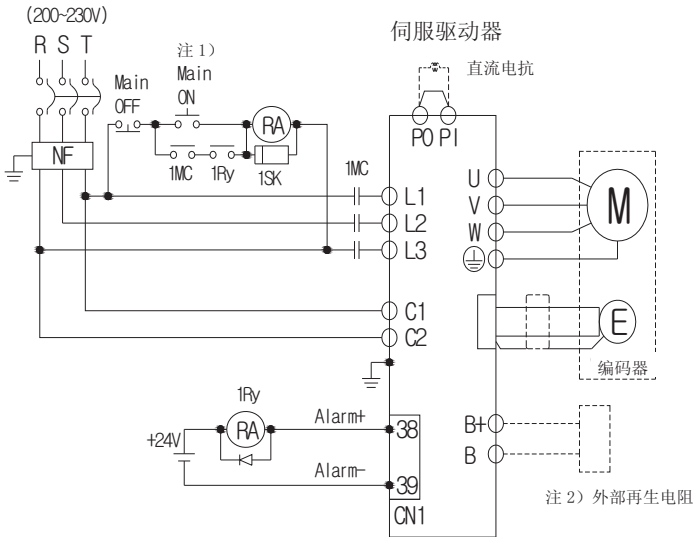 (200~230V)
R S T
注 1)
Main
OFF
Main
ON
RA
NF
1MC
1Ry
1SK
1MC
伺服驱动器
直流电抗
PO PI
L1
L2
L3
C1
C2
U
V
W
M
E
编码器
1Ry
RA
+24V
Alarm+
Alarm-
38
39
CN1
B+
B
注 2) 外部再生电阻